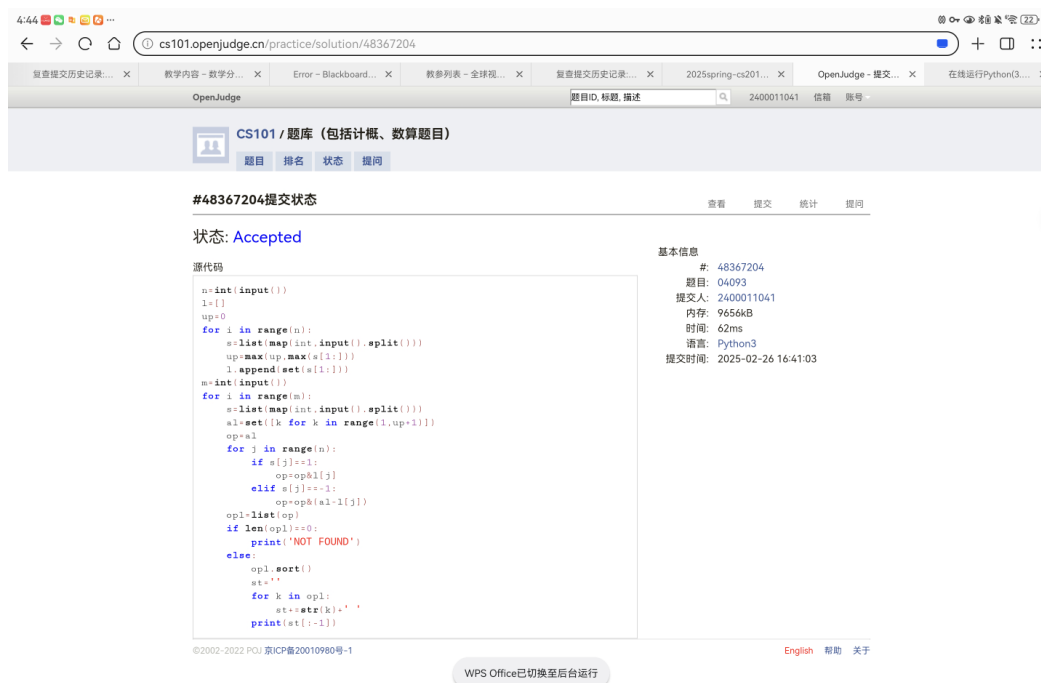 4:44
22
cs101.openjudge.cn/practice/solution/48367204
复查提交历史记录:...
教学内容 – 数学分...
Error – Blackboard...
教参列表 – 全球视...
复查提交历史记录:...
2025spring-cs201...
OpenJudge - 提交...
在线运行Python(3....
OpenJudge
题目ID, 标题, 描述
2400011041 信箱 账号
CS101 / 题库（包括计概、数算题目）
题目 排名 状态 提问
#48367204提交状态
查看 提交 统计 提问
状态: Accepted
源代码
n=int(input())
l=[]
up=0
for i in range(n):
    s=list(map(int,input().split()))
    up=max(up,max(s[1:]))
    l.append(set(s[1:]))
m=int(input())
for i in range(m):
    s=list(map(int,input().split()))
    al=set([k for k in range(1,up+1)])
    op=al
    for j in range(n):
        if s[j]==1:
            op=op&l[j]
        elif s[j]==-1:
            op=op&(al-l[j])
    opl=list(op)
    if len(opl)==0:
        print('NOT FOUND')
    else:
        opl.sort()
        st=''
        for k in opl:
            st+=str(k)+' '
        print(st[:-1])
基本信息
#: 48367204
题目: 04093
提交人: 2400011041
内存: 9656kB
时间: 62ms
语言: Python3
提交时间: 2025-02-26 16:41:03
©2002-2022 POJ 京ICP备20010980号-1
English 帮助 关于
WPS Office已切换至后台运行